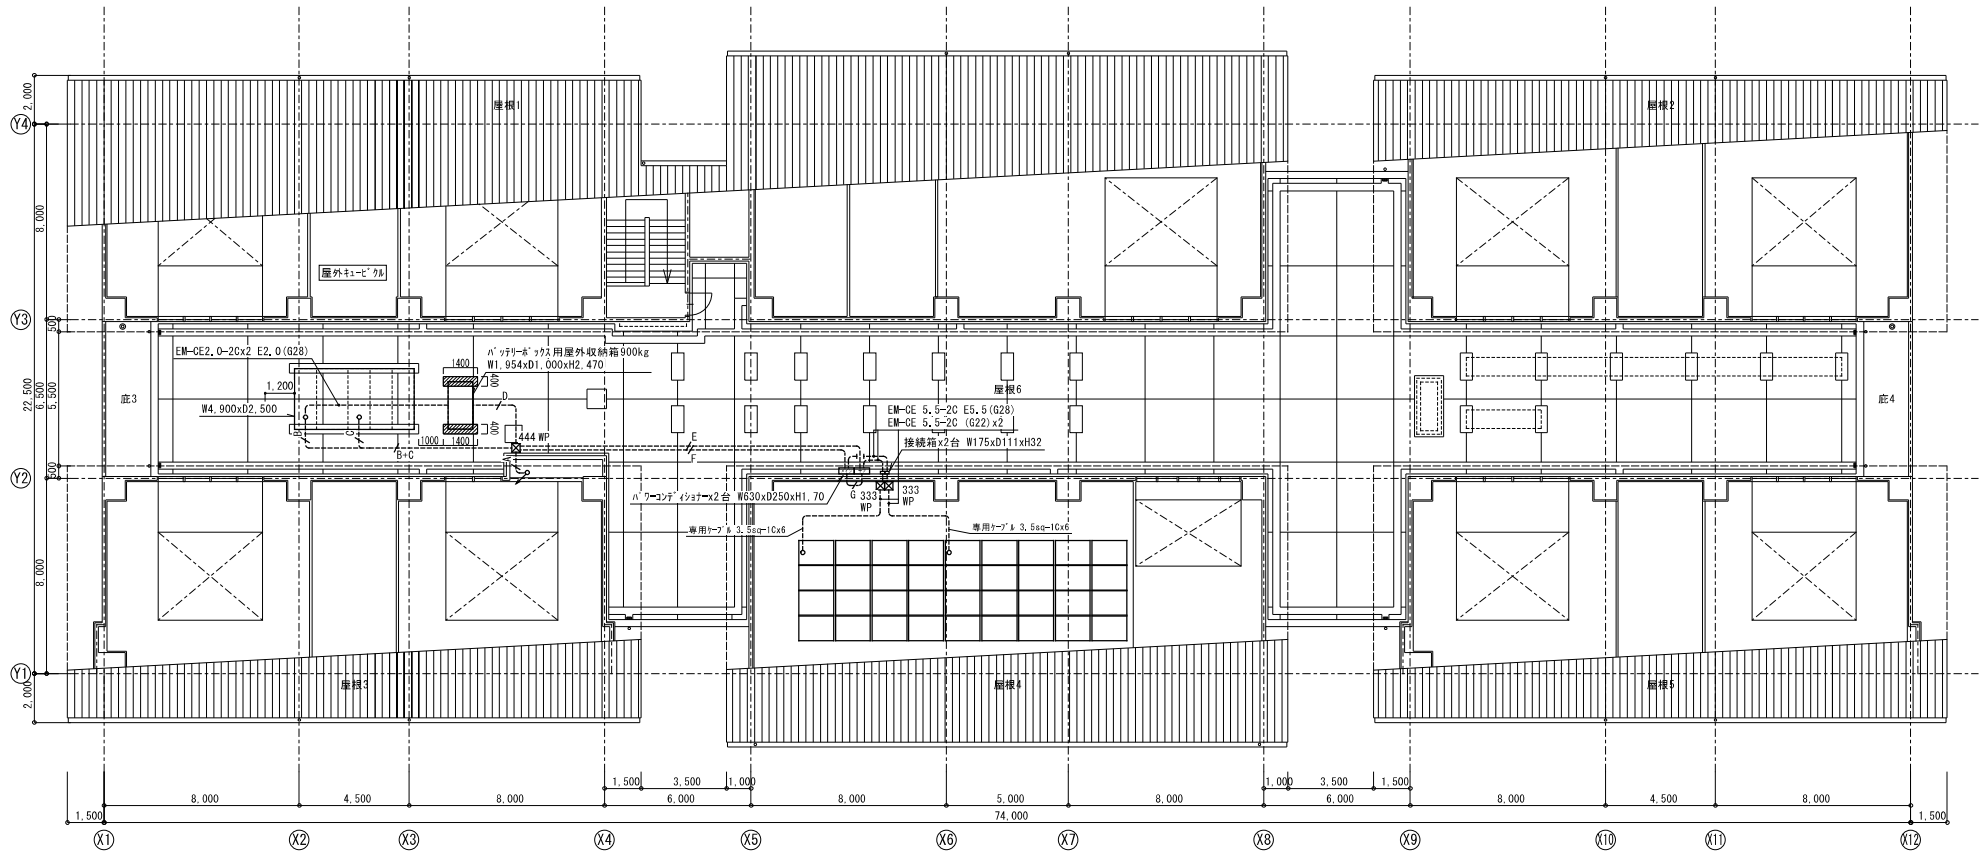 屋根1
屋根2
2,000
Y4
8,000
屋外キュービクル
Y3
500
EM-CE2.0-2Cx2 E2.0(G28)
バッテリーボックス用屋外収納箱900kg
W1,954xD1,000xH2,470
1400
400
1,200
D
22,500
6,500
5,500
庇3
屋根6
庇4
W4,900xD2,500
EM-CE 5.5-2C E5.5(G28)
EM-CE 5.5-2C (G22)x2
400
B
C
1000
1400
444 WP
E
接続箱x2台 W175xD111xH32
B+C
F
500
Y2
パワーコンディショナーx2台 W630xD250xH1,70
G
333
WP
333
WP
専用ケーブル 3.5sq-1Cx6
専用ケーブル 3.5sq-1Cx6
8,000
Y1
2,000
屋根3
屋根4
屋根5
1,500
3,500
1,000
1,000
3,500
1,500
8,000
4,500
8,000
6,000
8,000
5,000
8,000
6,000
8,000
4,500
8,000
1,500
74,000
1,500
X1
X2
X3
X4
X5
X6
X7
X8
X9
X10
X11
X12